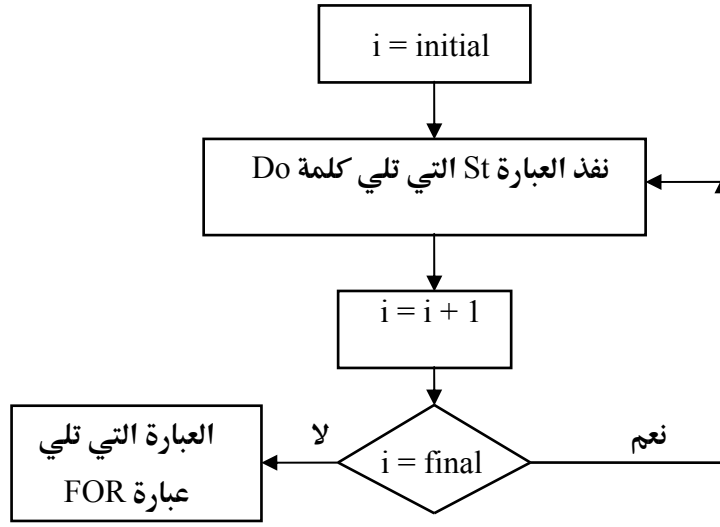 i = initial
نفذ العبارة St التي تلي كلمة Do
i = i + 1
i = final
نعم
لا
العبارة التي تلي
عبارة FOR